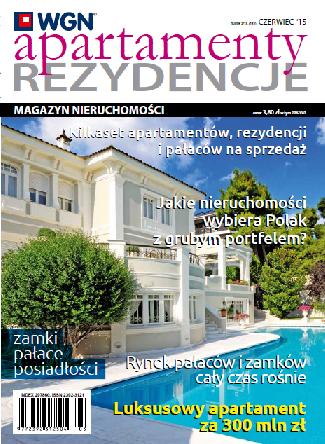 WGN
CZERWIEC '15
apartamenty
REZYDENCJE
MAGAZYN NIERUCHOMOŚCI
Kilkaset apartamentów, rezydencji
i pałaców na sprzedaż
Jakie nieruchomości
wybiera Polak
z grubym portfelem?
zamki
pałace
posiadłości
Rynek pałaców i zamków
cały czas rośnie
Luksusowy apartament
za 300 mln zł